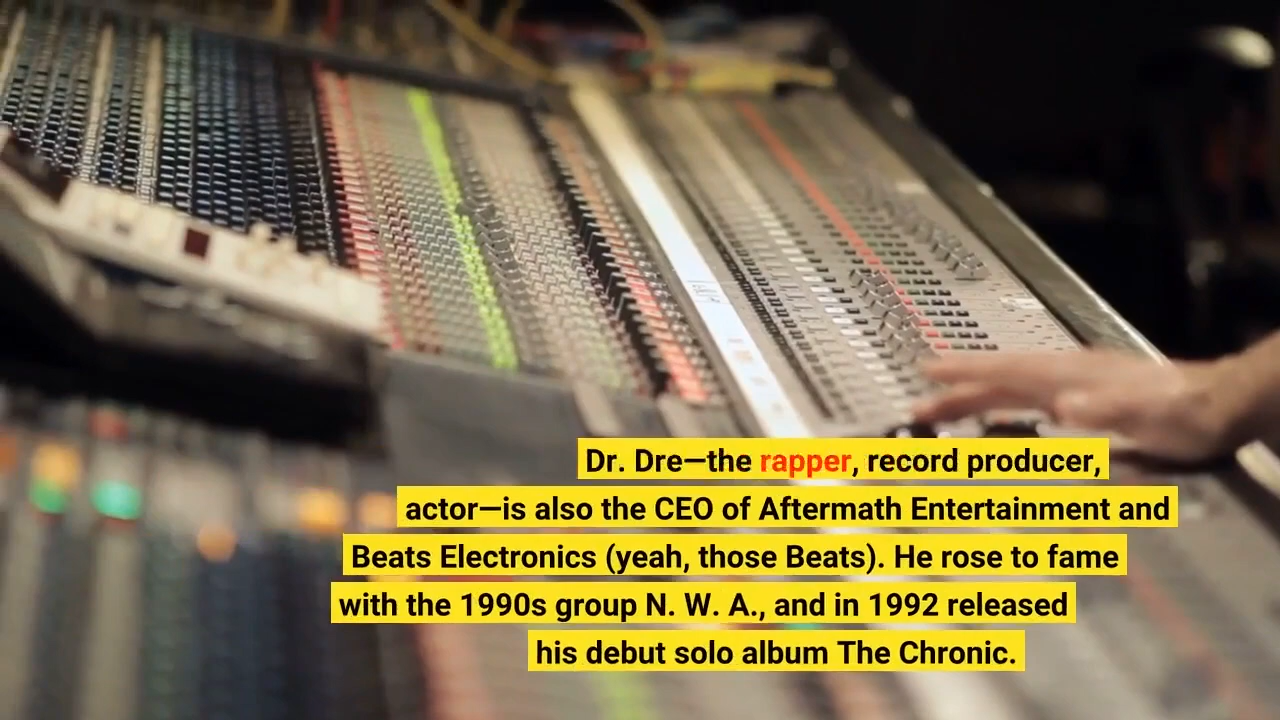 Dr. Dre—the rapper, record producer,
actor—is also the CEO of Aftermath Entertainment and
Beats Electronics (yeah, those Beats). He rose to fame
with the 1990s group N. W. A., and in 1992 released
his debut solo album The Chronic.